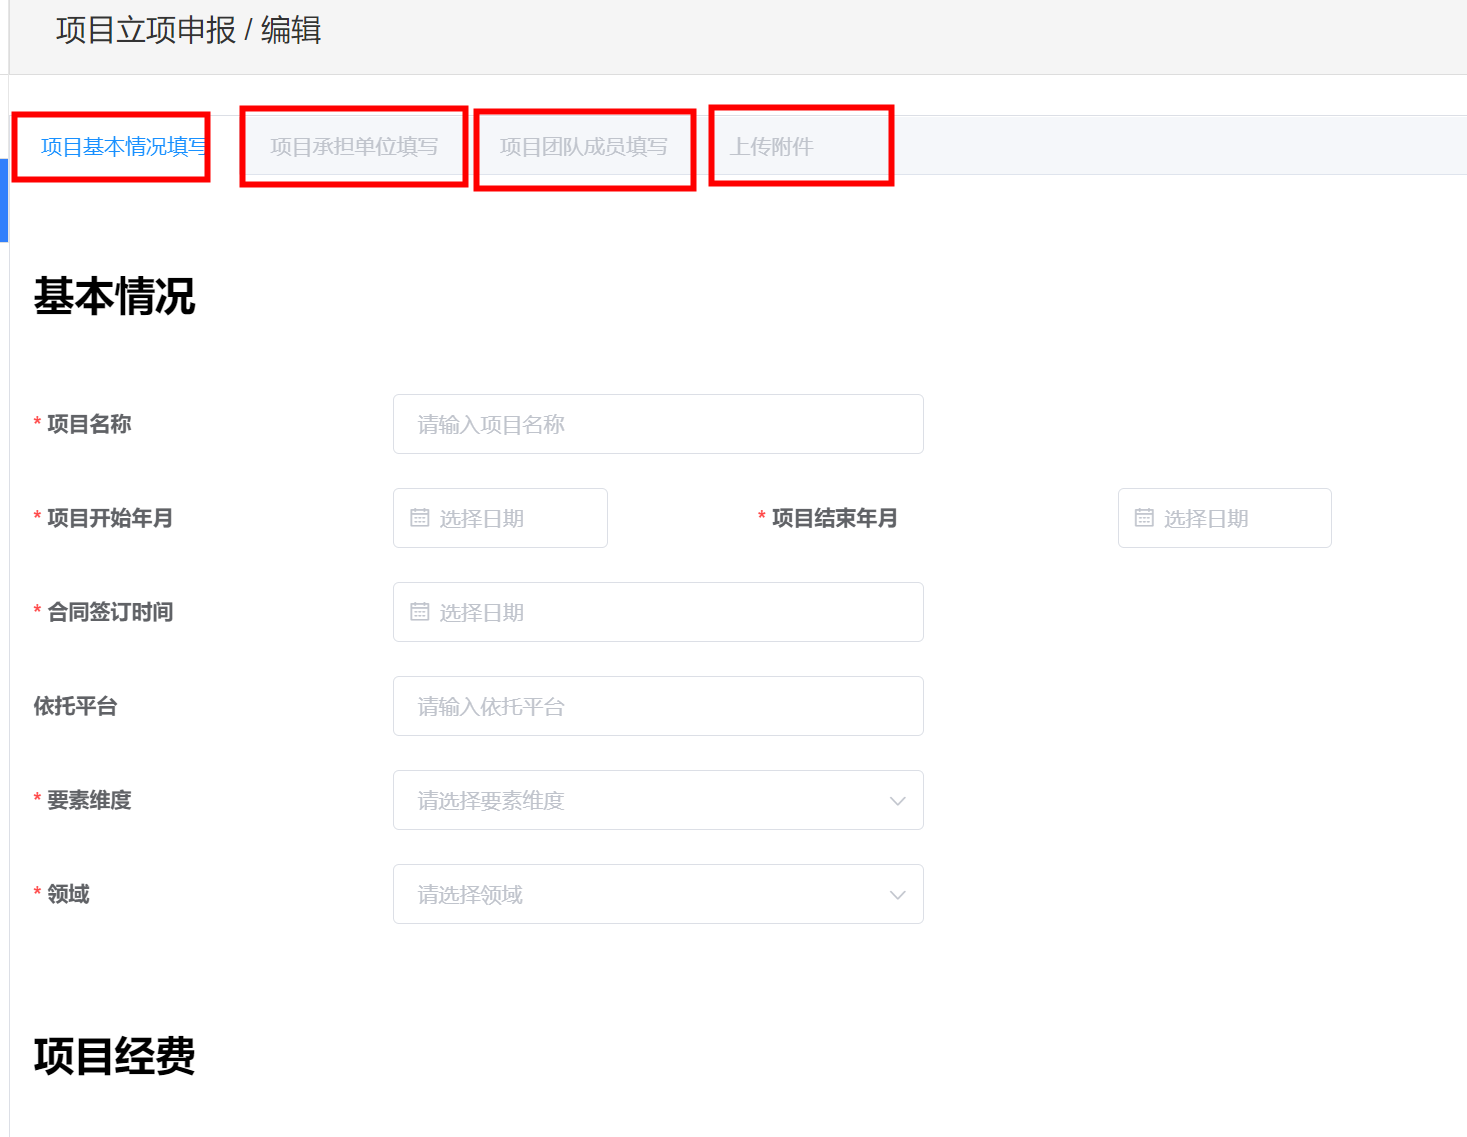 项目立项申报 / 编辑
项目基本情况填写 项目承担单位填写 项目团队成员填写 上传附件
基本情况
* 项目名称 请输入项目名称
* 项目开始年月 选择日期 * 项目结束年月 选择日期
* 合同签订时间 选择日期
依托平台 请输入依托平台
* 要素维度 请选择要素维度
* 领域 请选择领域
项目经费